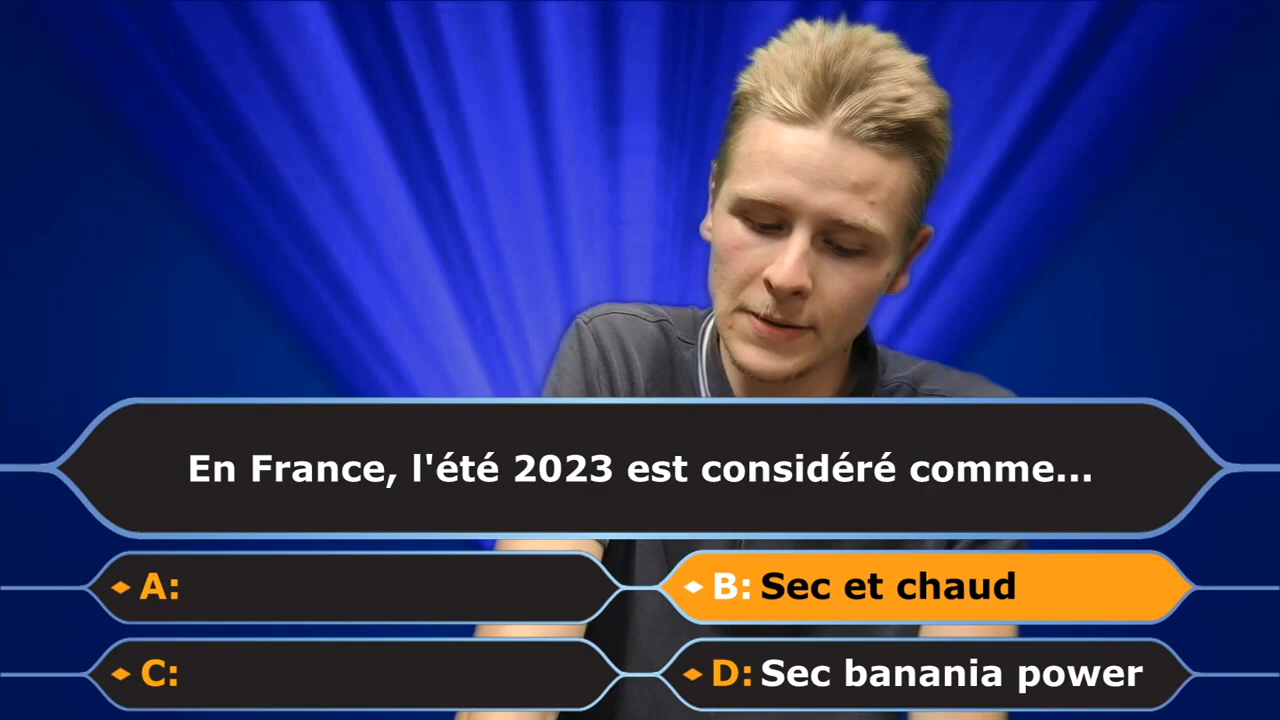 En France, l'été 2023 est considéré comme...
A:
B: Sec et chaud
C:
D: Sec banania power